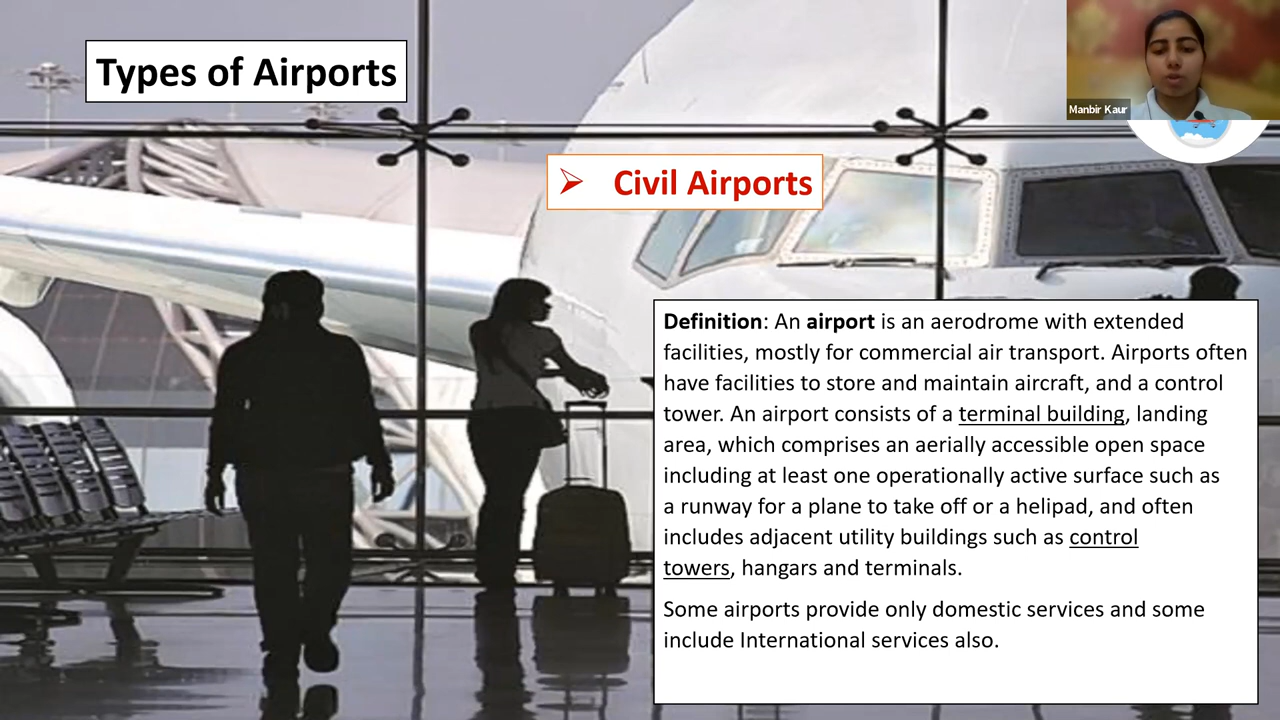 Types of Airports
Manbir Kaur
➢ Civil Airports
Definition: An airport is an aerodrome with extended
facilities, mostly for commercial air transport. Airports often
have facilities to store and maintain aircraft, and a control
tower. An airport consists of a terminal building, landing
area, which comprises an aerially accessible open space
including at least one operationally active surface such as
a runway for a plane to take off or a helipad, and often
includes adjacent utility buildings such as control
towers, hangars and terminals.
Some airports provide only domestic services and some
include International services also.